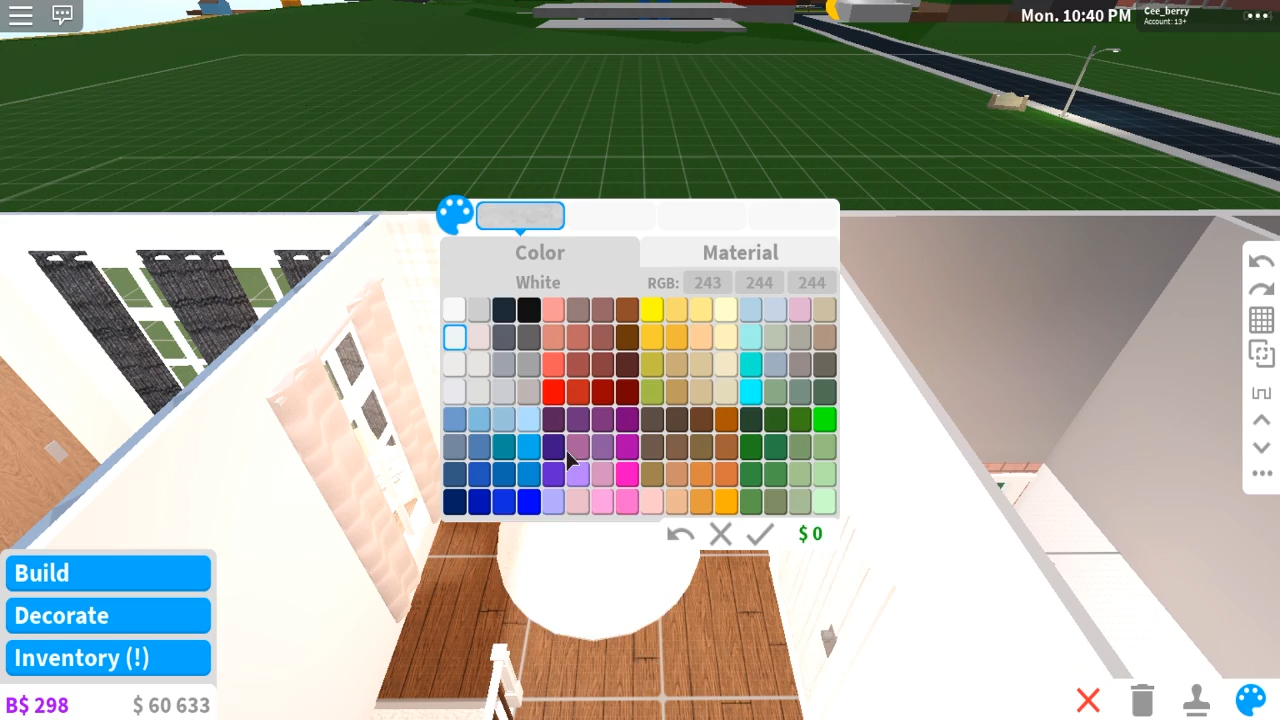 Mon. 10:40 PM
Cee_berry
Account: 13+
Color
Material
White
RGB: 243 244 244
$ 0
Build
Decorate
Inventory (!)
B$ 298
$ 60 633